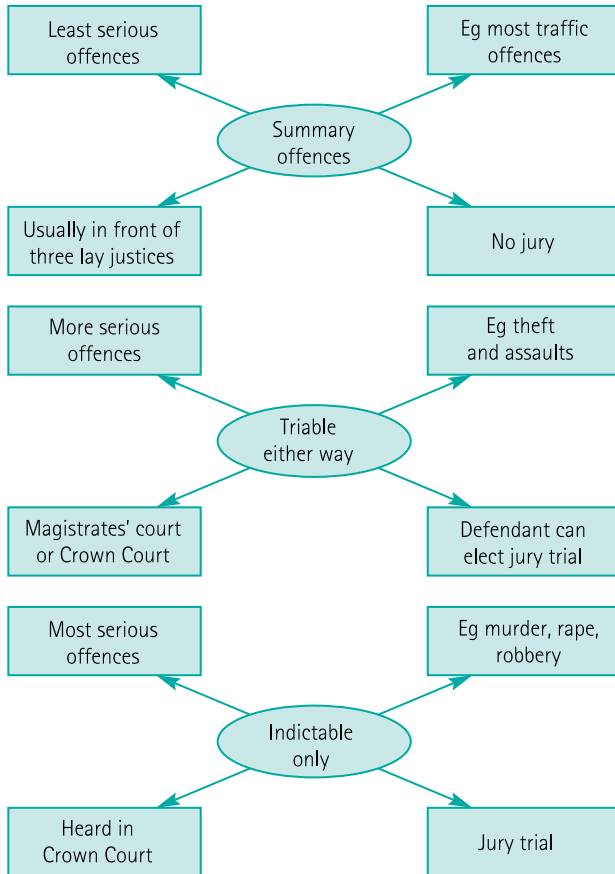 Least serious
offences
Eg most traffic
offences
Summary
offences
Usually in front of
three lay justices
No jury
More serious
offences
Eg theft
and assaults
Triable
either way
Magistrates' court
or Crown Court
Defendant can
elect jury trial
Most serious
offences
Eg murder, rape,
robbery
Indictable
only
Heard in
Crown Court
Jury trial